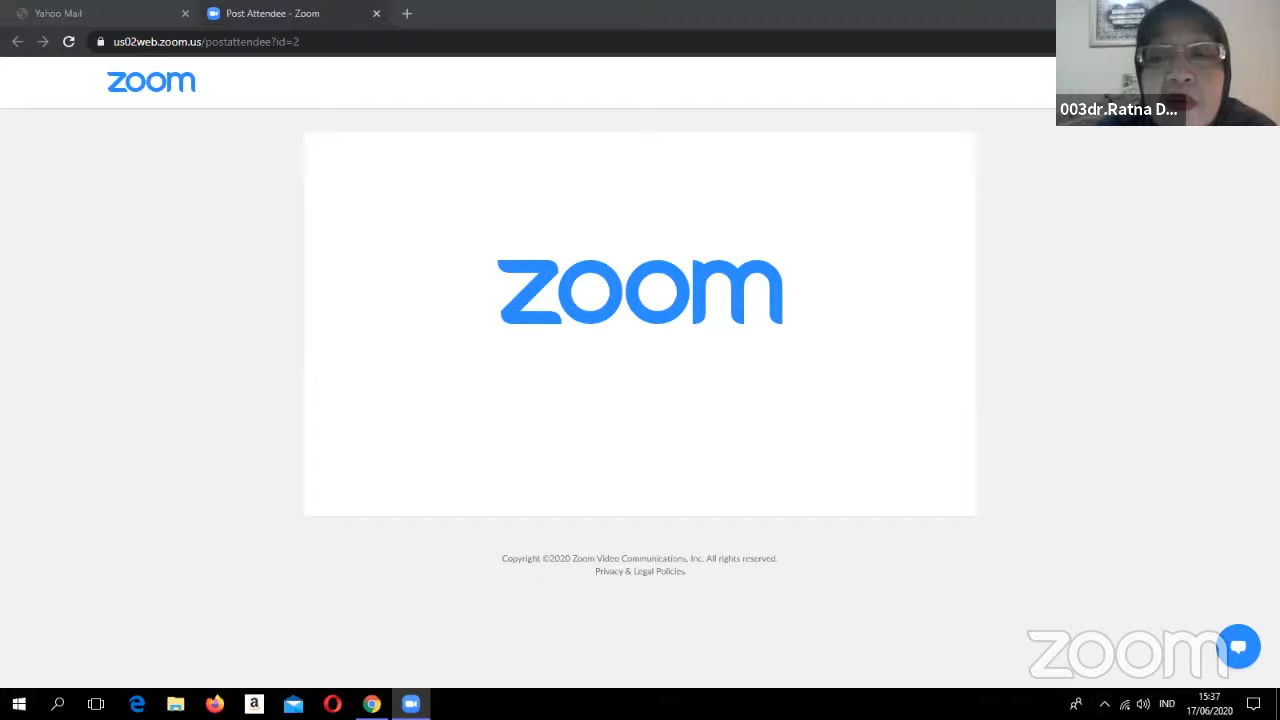 Yahoo Mail
Post Attendee - Zoom
us02web.zoom.us/postattendee?id=2
zoom
003dr.Ratna D...
zoom
Copyright ©2020 Zoom Video Communications, Inc. All rights reserved.
Privacy & Legal Policies
zoom
a
IND
15:37
17/06/2020